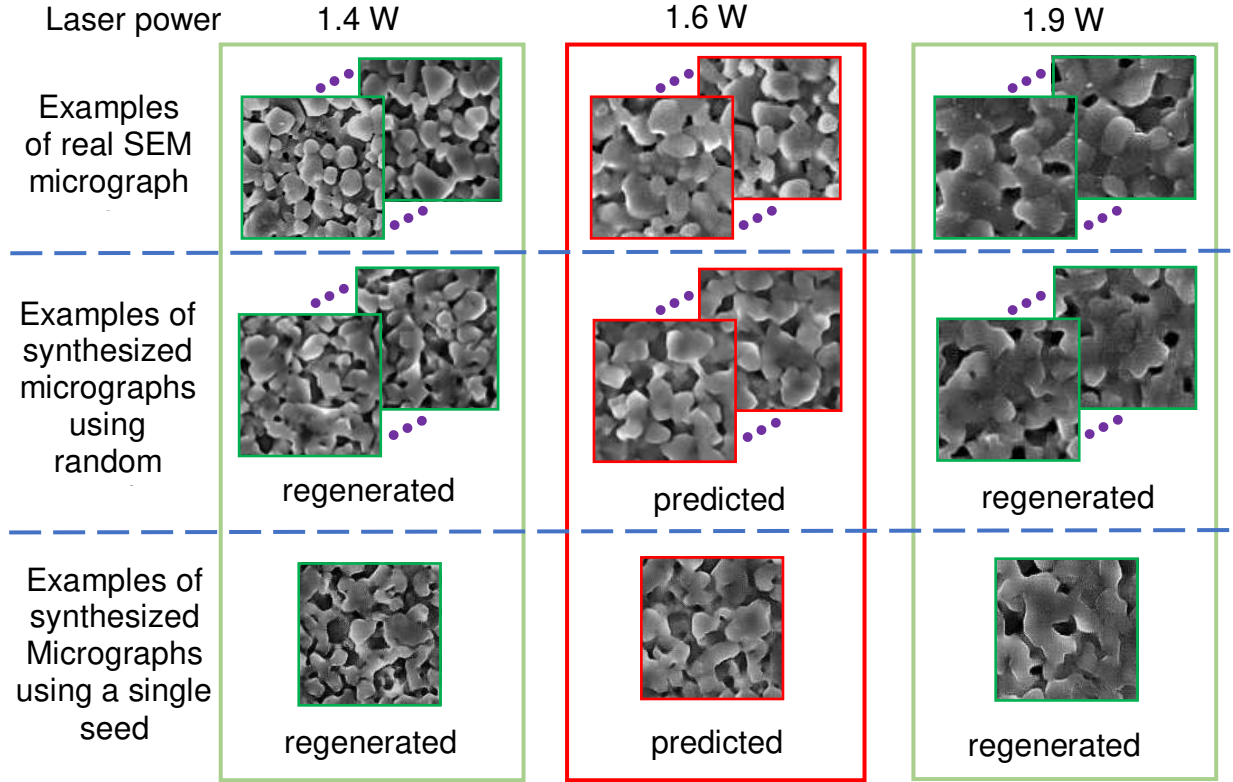 Laser power 1.4 W 1.6 W 1.9 W
Examples
of real SEM
micrograph
Examples of
synthesized
micrographs
using
random
regenerated predicted regenerated
Examples of
synthesized
Micrographs
using a single
seed
regenerated predicted regenerated